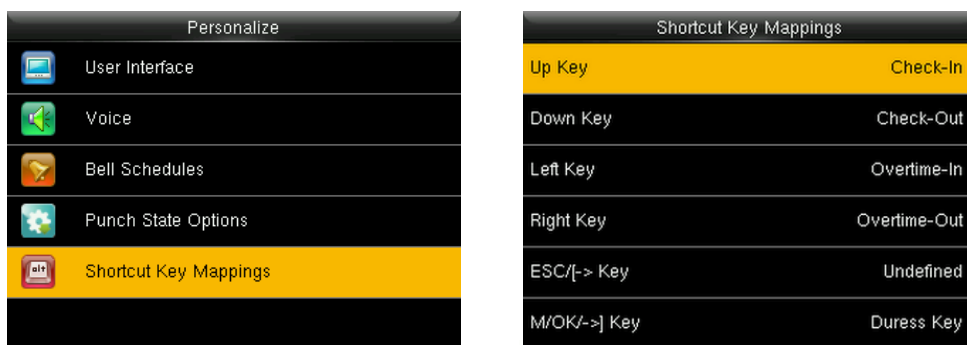 Personalize
User Interface
Voice
Bell Schedules
Punch State Options
alt
Shortcut Key Mappings
Shortcut Key Mappings
Up Key Check-In
Down Key Check-Out
Left Key Overtime-In
Right Key Overtime-Out
ESC/[-> Key Undefined
M/OK/->] Key Duress Key